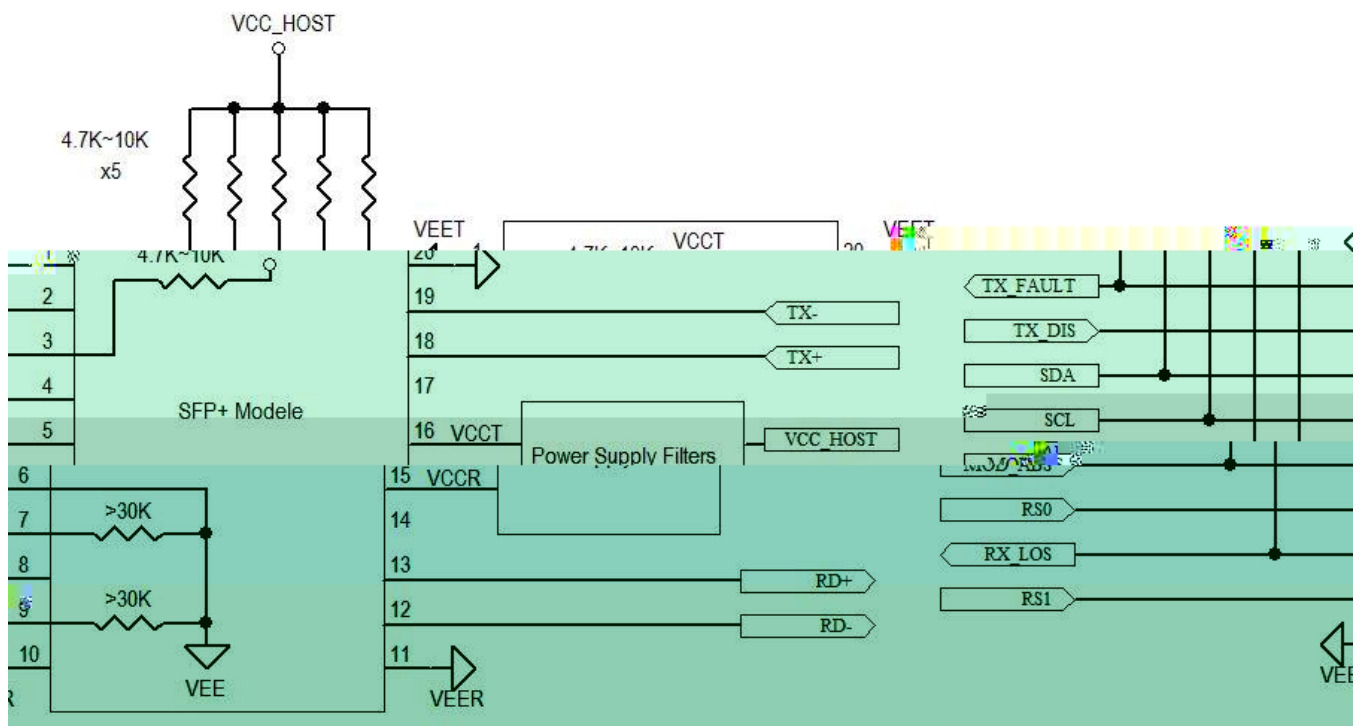 VCC_HOST
4.7K~10K
x5
VEET
VCCT
VEET
4.7K~10K
20
2
19
TX-
TX_FAULT
3
18
TX+
TX_DIS
4
17
SDA
SFP+ Modele
5
16
VCCT
VCC_HOST
SCL
Power Supply Filters
6
15
VCCR
7
>30K
14
RS0
8
13
RD+
RX_LOS
9
>30K
12
RD-
RS1
10
11
VEE
VEER